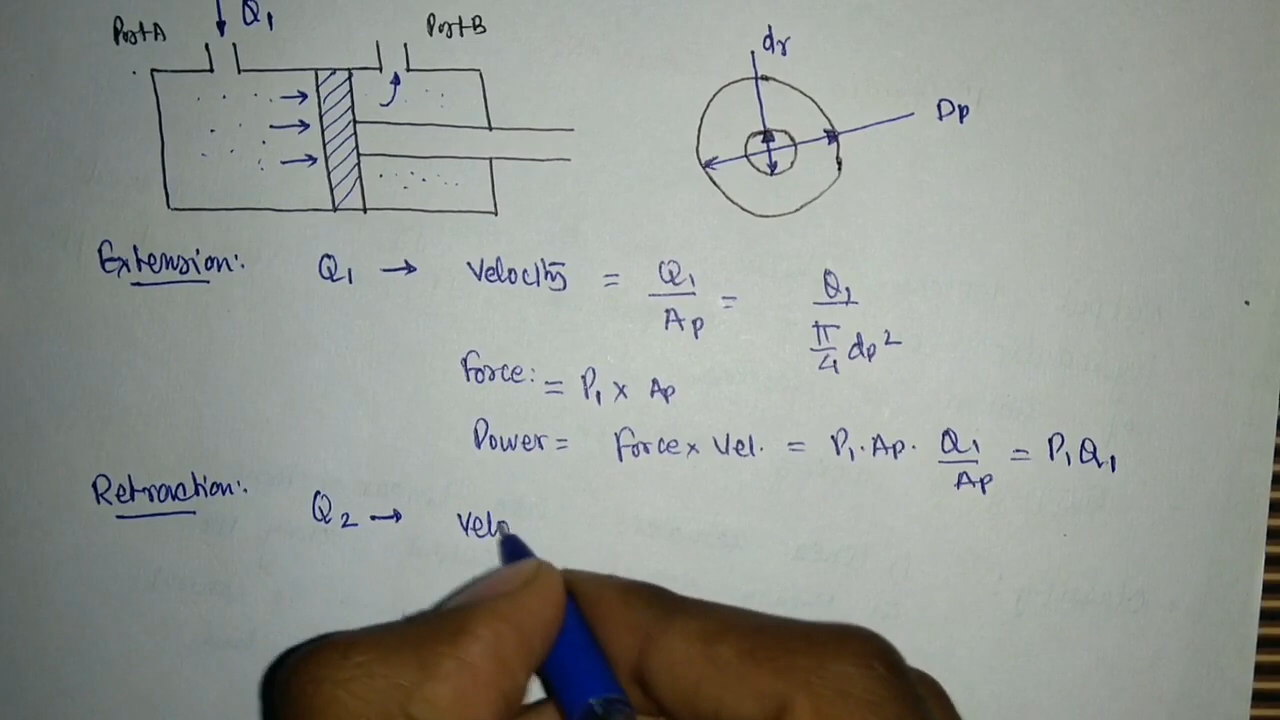 Port A Q1 Port B
dr
Dp
Extension: Q1 → Velocity = Q1/Ap = Q1/(π/4 dp²)
Force: = P1 × Ap
Power = Force × Vel. = P1·Ap·Q1/Ap = P1Q1
Retraction:
Q2 → Velo